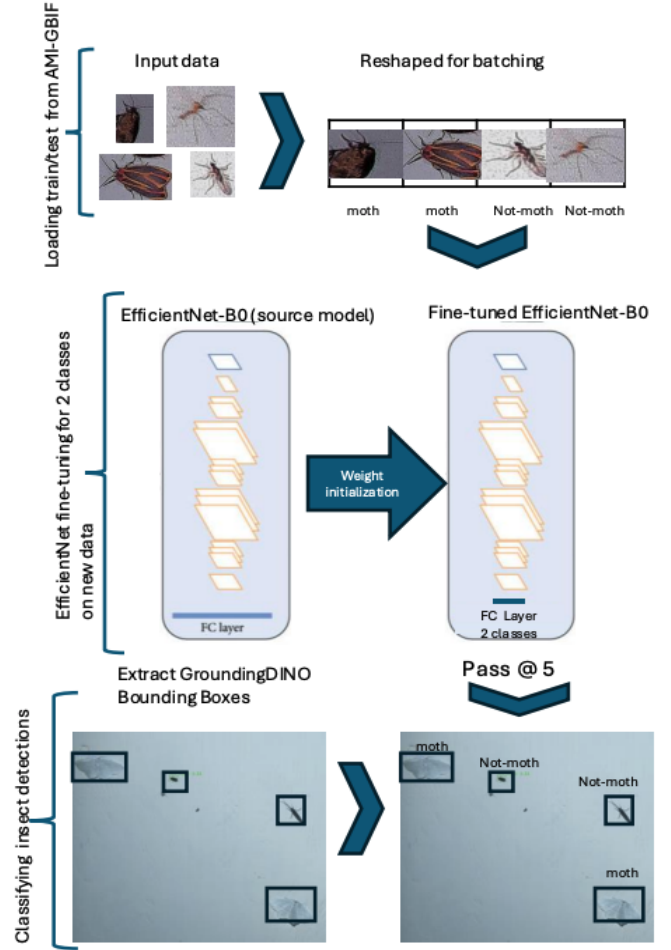 Loading train/test from AMI-GBIF
Input data
Reshaped for batching
moth
moth
Not-moth
Not-moth
EfficientNet fine-tuning for 2 classes
on new data
EfficientNet-B0 (source model)
Fine-tuned EfficientNet-B0
Weight
initialization
FC layer
FC Layer
2 classes
Classifying insect detections
Extract GroundingDINO
Bounding Boxes
Pass @ 5
moth
Not-moth
Not-moth
moth